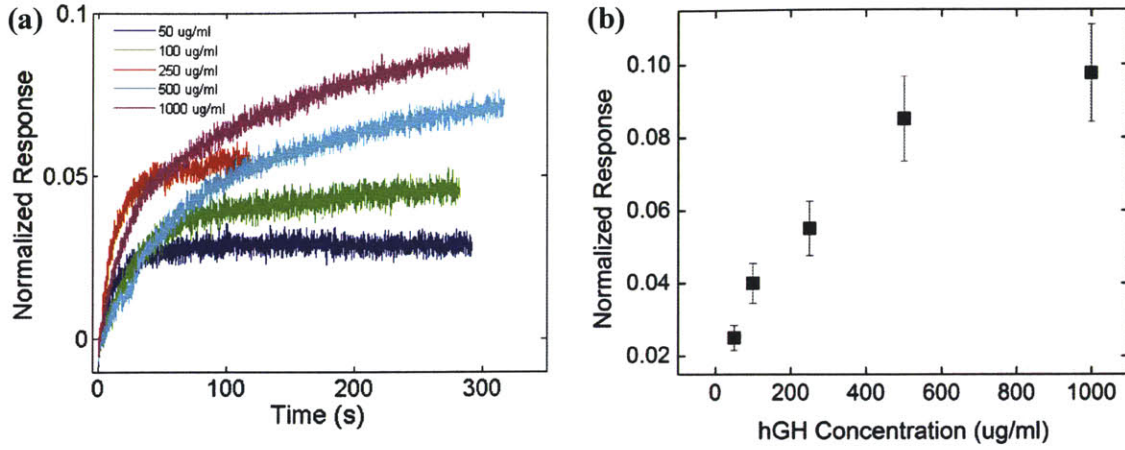 (a)
0.1
50 ug/ml
100 ug/ml
250 ug/ml
500 ug/ml
1000 ug/ml
0.05
0
Normalized Response
0 100 200 300
Time (s)
(b)
0.10
0.08
0.06
0.04
0.02
Normalized Response
0 200 400 600 800 1000
hGH Concentration (ug/ml)